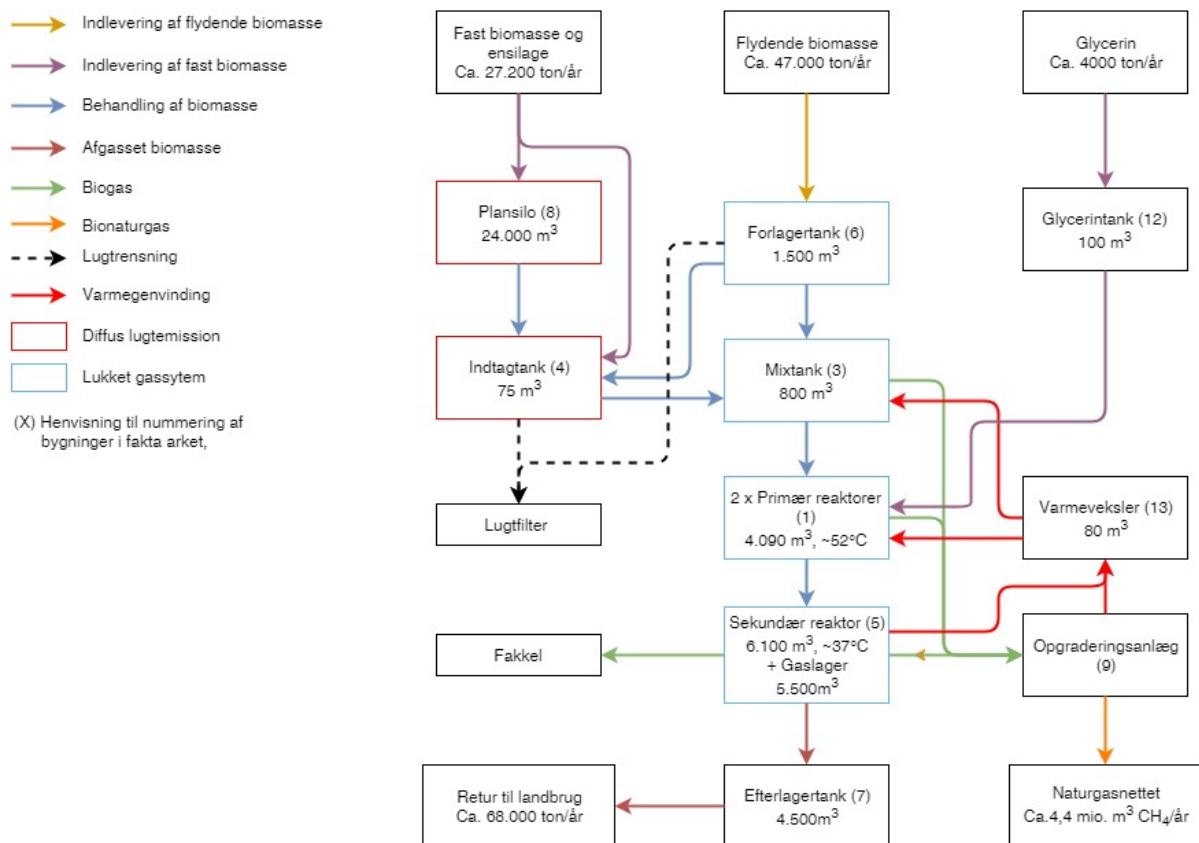 Indlevering af flydende biomasse
Indlevering af fast biomasse
Behandling af biomasse
Afgasset biomasse
Biogas
Bionaturgas
Lugtrensning
Varmegenvinding
Diffus lugtemission
Lukket gassytem
(X) Henvisning til nummering af
bygninger i fakta arket,
Fast biomasse og
ensilage
Ca. 27.200 ton/år
Flydende biomasse
Ca. 47.000 ton/år
Glycerin
Ca. 4000 ton/år
Plansilo (8)
24.000 m³
Forlagertank (6)
1.500 m³
Glycerintank (12)
100 m³
Indtagtank (4)
75 m³
Mixtank (3)
800 m³
Lugtfilter
2 x Primær reaktorer
(1)
4.090 m³, ~52°C
Varmeveksler (13)
80 m³
Fakkel
Sekundær reaktor (5)
6.100 m³, ~37°C
+ Gaslager
5.500m³
Opgraderingsanlæg
(9)
Retur til landbrug
Ca. 68.000 ton/år
Efterlagertank (7)
4.500m³
Naturgasnettet
Ca.4,4 mio. m³ CH₄/år